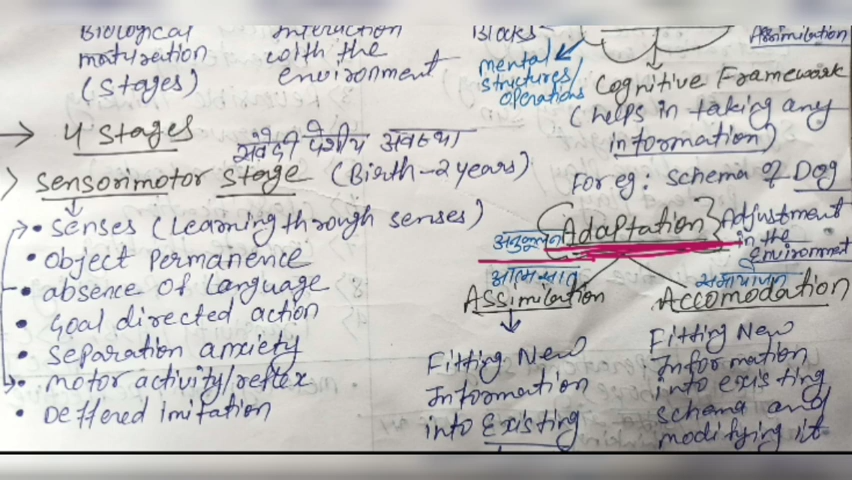 Biological
maturation
(Stages)
Interaction
with the
environment
→ 4 Stages
संवेदी पेशीय अवस्था
> Sensorimotor Stage (Birth-2 years)
• Senses (Learning through senses)
• Object Permanence
• absence of Language
• Goal directed action
• Separation anxiety
• motor activity/reflex
• Deffered imitation
Blocks
Assimilation
mental
structures/
operations
Cognitive Framework
(helps in taking any
information)
For eg: Schema of Dog
अनुकूलन {Adaptation} Adjustment
in the
Environment
आत्मसात
Assimilation
↓
Fitting New
Information
into Existing
समायोजन
Accomodation
Fitting New
Information
into existing
schema and
modifying it